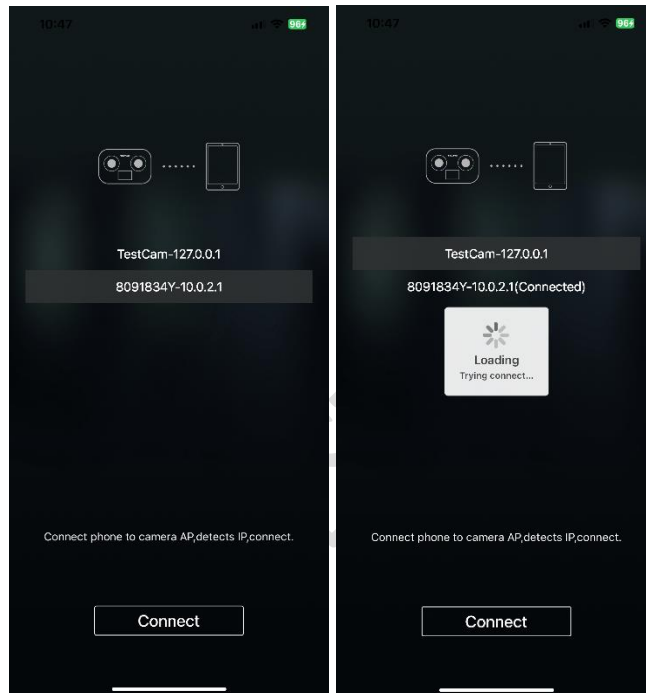 10:47
96+
TestCam-127.0.0.1
8091834Y-10.0.2.1
Connect phone to camera AP,detects IP,connect.
Connect
10:47
96+
TestCam-127.0.0.1
8091834Y-10.0.2.1(Connected)
Loading
Trying connect...
Connect phone to camera AP,detects IP,connect.
Connect